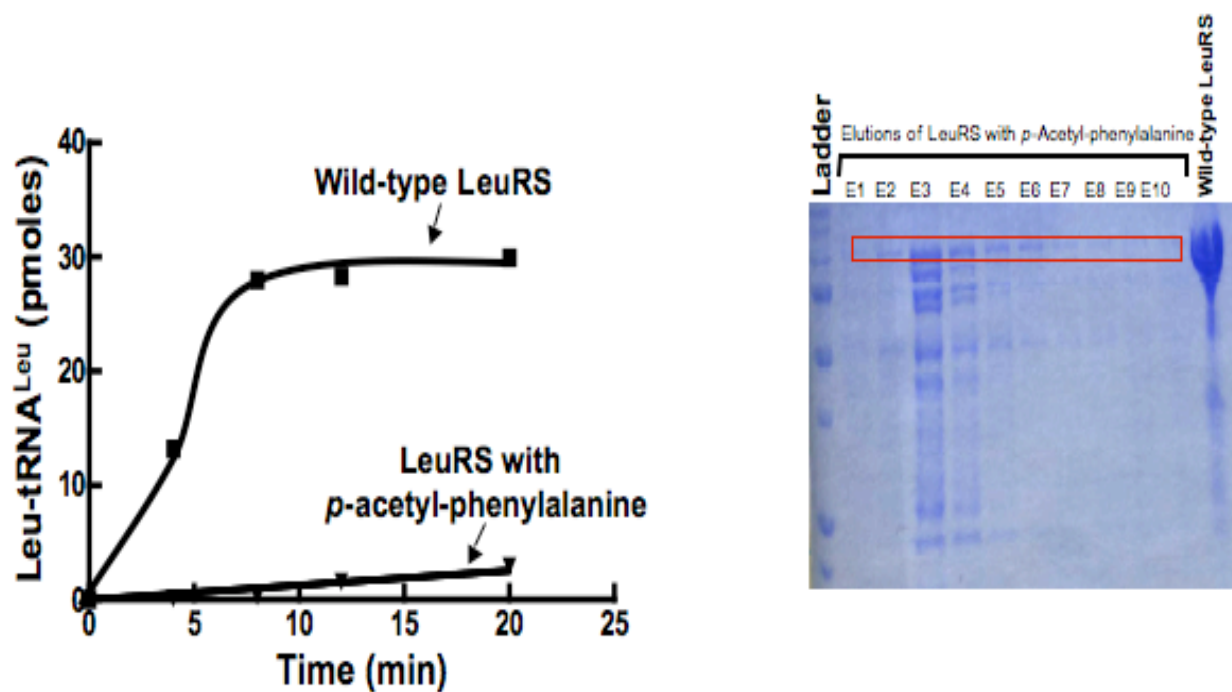 40
30
20
10
0
0
5
10
15
20
25
Leu-tRNA^Leu (pmoles)
Time (min)
Wild-type LeuRS
LeuRS with
p-acetyl-phenylalanine
Ladder
Elutions of LeuRS with p-Acetyl-phenylalanine
E1 E2 E3 E4 E5 E6 E7 E8 E9 E10
Wild-type LeuRS